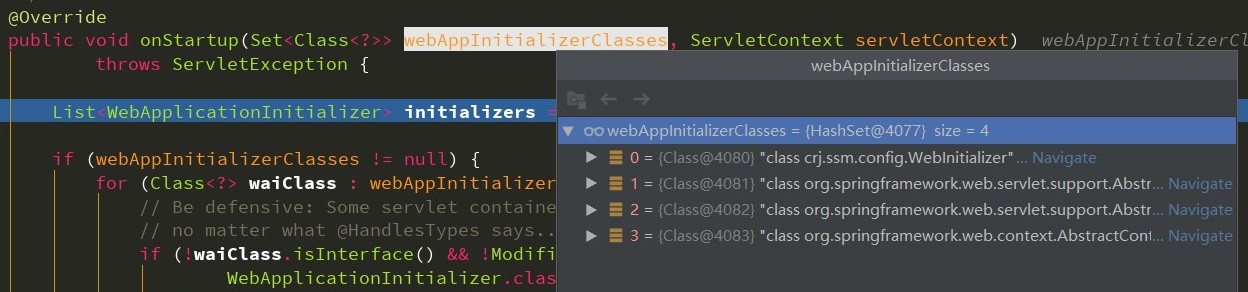 @Override
public void onStartup(Set<Class<?>> webAppInitializerClasses, ServletContext servletContext) webAppInitializerCl
throws ServletException {
webAppInitializerClasses
List<WebApplicationInitializer> initializers =
webAppInitializerClasses = {HashSet@4077} size = 4
if (webAppInitializerClasses != null) {
0 = {Class@4080} "class crj.ssm.config.WebInitializer"... Navigate
for (Class<?> waiClass : webAppInitializer
1 = {Class@4081} "class org.springframework.web.servlet.support.Abstr... Navigate
// Be defensive: Some servlet containe
2 = {Class@4082} "class org.springframework.web.servlet.support.Abstr... Navigate
// no matter what @HandlesTypes says..
3 = {Class@4083} "class org.springframework.web.context.AbstractCont... Navigate
if (!waiClass.isInterface() && !Modifi
WebApplicationInitializer.clas